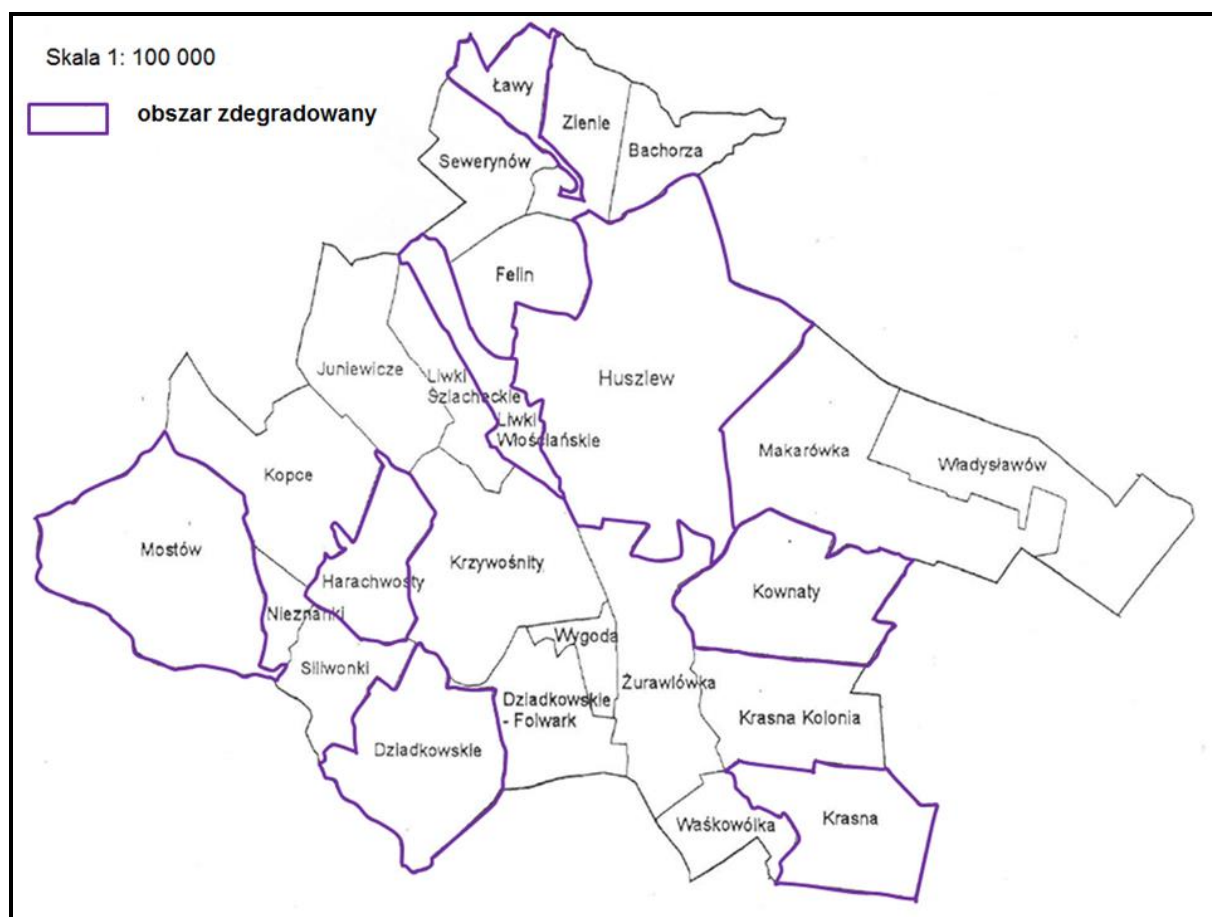 Skala 1: 100 000
obszar zdegradowany
Ławy
Zienie
Bachorza
Sewerynów
Felin
Juniewicze
Liwki
Szlacheckie
Huszlew
Liwki
Włościańskie
Makarówka
Władysławów
Kopce
Mostów
Harachwosty
Krzywośnity
Kownaty
Nieznanki
Wygoda
Siliwonki
Żurawlówka
Dziadkowskie
- Folwark
Krasna Kolonia
Dziadkowskie
Waśkowólka
Krasna